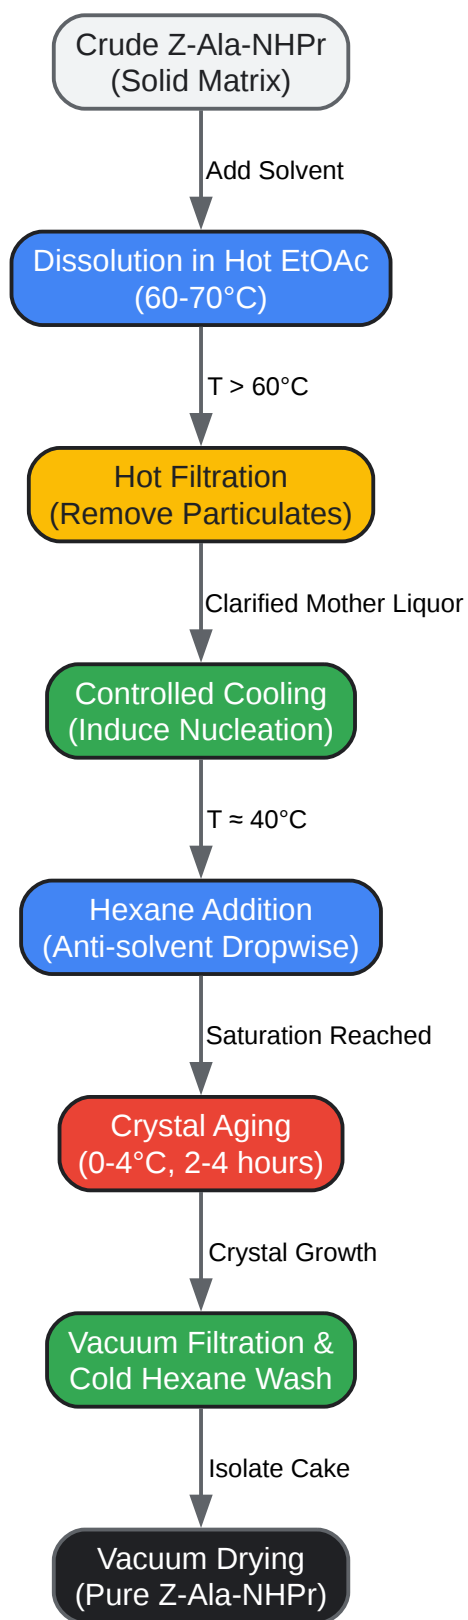 Crude Z-Ala-NHPr
(Solid Matrix)
Add Solvent
Dissolution in Hot EtOAc
(60-70°C)
T > 60°C
Hot Filtration
(Remove Particulates)
Clarified Mother Liquor
Controlled Cooling
(Induce Nucleation)
T ≈ 40°C
Hexane Addition
(Anti-solvent Dropwise)
Saturation Reached
Crystal Aging
(0-4°C, 2-4 hours)
Crystal Growth
Vacuum Filtration &
Cold Hexane Wash
Isolate Cake
Vacuum Drying
(Pure Z-Ala-NHPr)